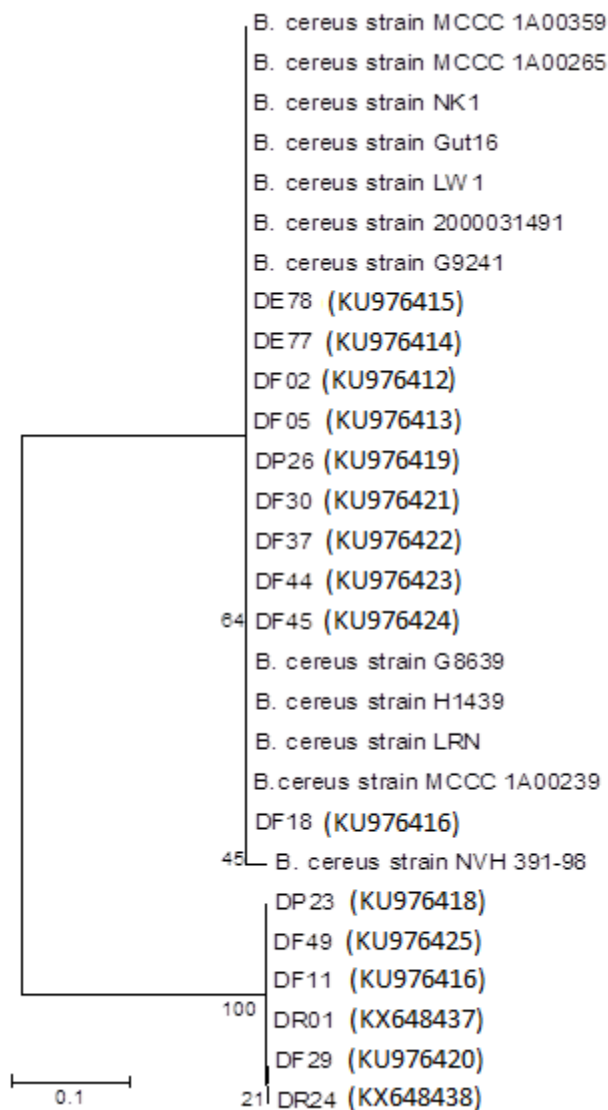 B. cereus strain MCCC 1A00359
B. cereus strain MCCC 1A00265
B. cereus strain NK1
B. cereus strain Gut16
B. cereus strain LW 1
B. cereus strain 2000031491
B. cereus strain G9241
DE78 (KU976415)
DE77 (KU976414)
DF02 (KU976412)
DF05 (KU976413)
DP26 (KU976419)
DF30 (KU976421)
DF37 (KU976422)
DF44 (KU976423)
64 DF45 (KU976424)
B. cereus strain G8639
B. cereus strain H1439
B. cereus strain LRN
B.cereus strain MCCC 1A00239
DF18 (KU976416)
45 B. cereus strain NVH 391-98
DP23 (KU976418)
DF49 (KU976425)
DF11 (KU976416)
100 DR01 (KX648437)
DF29 (KU976420)
21 DR24 (KX648438)
0.1